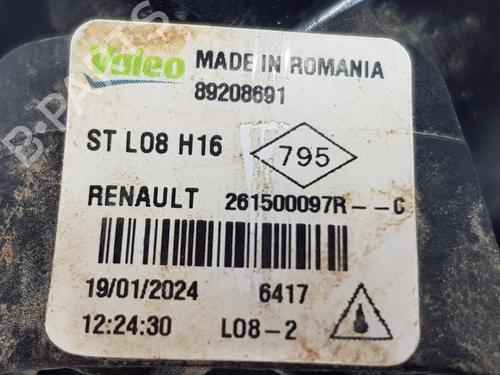 Valeo
MADE IN ROMANIA
89208691
ST L08 H16
795
RENAULT 261500097R--C
19/01/2024 6417
12:24:30 L08-2
B-PARTS